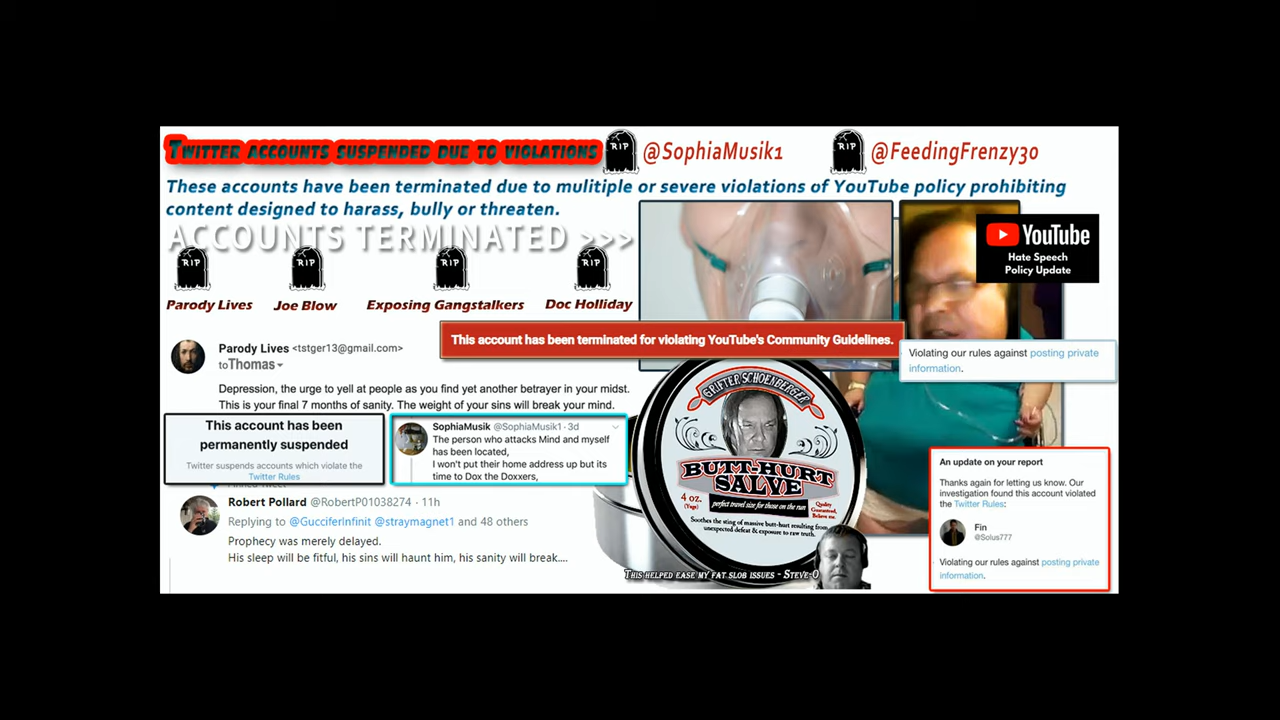 TWITTER ACCOUNTS SUSPENDED DUE TO VIOLATIONS
RIP
@SophiaMusik1
RIP
@FeedingFrenzy30
These accounts have been terminated due to mulitiple or severe violations of YouTube policy prohibiting
content designed to harass, bully or threaten.
ACCOUNTS TERMINATED >>>
RIP
RIP
RIP
RIP
Parody Lives
Joe Blow
Exposing Gangstalkers
Doc Holliday
YouTube
Hate Speech
Policy Update
This account has been terminated for violating YouTube's Community Guidelines.
Parody Lives <tstger13@gmail.com>
to Thomas
Depression, the urge to yell at people as you find yet another betrayer in your midst.
This is your final 7 months of sanity. The weight of your sins will break your mind.
Violating our rules against posting private
information.
This account has been
permanently suspended
Twitter suspends accounts which violate the
Twitter Rules
SophiaMusik @SophiaMusik1 · 3d
The person who attacks Mind and myself
has been located,
I won't put their home address up but its
time to Dox the Doxxers,
Robert Pollard @RobertP01038274 · 11h
Replying to @GucciferInfinit @straymagnet1 and 48 others
Prophecy was merely delayed.
His sleep will be fitful, his sins will haunt him, his sanity will break....
GRIFTER SCHOENBERGER
BUTT-HURT
SALVE
4 oz.
perfect travel size for those on the run
Quality
Guaranteed,
Believe me.
Soothes the sting of massive butt-hurt resulting from
unexpected defeat & exposure to raw truth.
THIS HELPED EASE MY FAT SLOB ISSUES - STEVE-O
An update on your report
Thanks again for letting us know. Our
investigation found this account violated
the Twitter Rules:
Fin
@Solus777
Violating our rules against posting private
information.